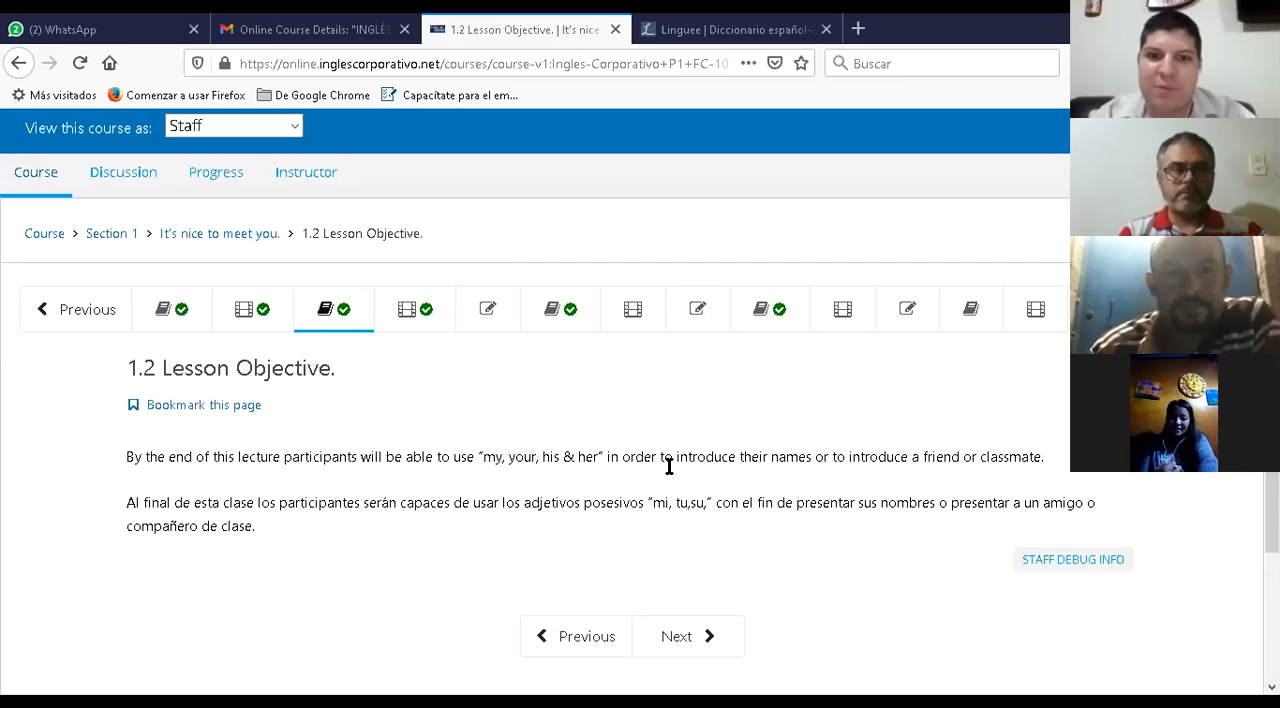 (2) WhatsApp
Online Course Details: "INGLÉS
1.2 Lesson Objective. | It's nice
Linguee | Diccionario español-
https://online.inglescorporativo.net/courses/course-v1:Ingles-Corporativo+P1+FC-10
Buscar
Más visitados
Comenzar a usar Firefox
De Google Chrome
Capacítate para el em...
View this course as:
Staff
Course
Discussion
Progress
Instructor
Course > Section 1 > It's nice to meet you. > 1.2 Lesson Objective.
Previous
1.2 Lesson Objective.
Bookmark this page
By the end of this lecture participants will be able to use "my, your, his & her" in order to introduce their names or to introduce a friend or classmate.
Al final de esta clase los participantes serán capaces de usar los adjetivos posesivos "mi, tu,su," con el fin de presentar sus nombres o presentar a un amigo o
compañero de clase.
STAFF DEBUG INFO
Previous
Next